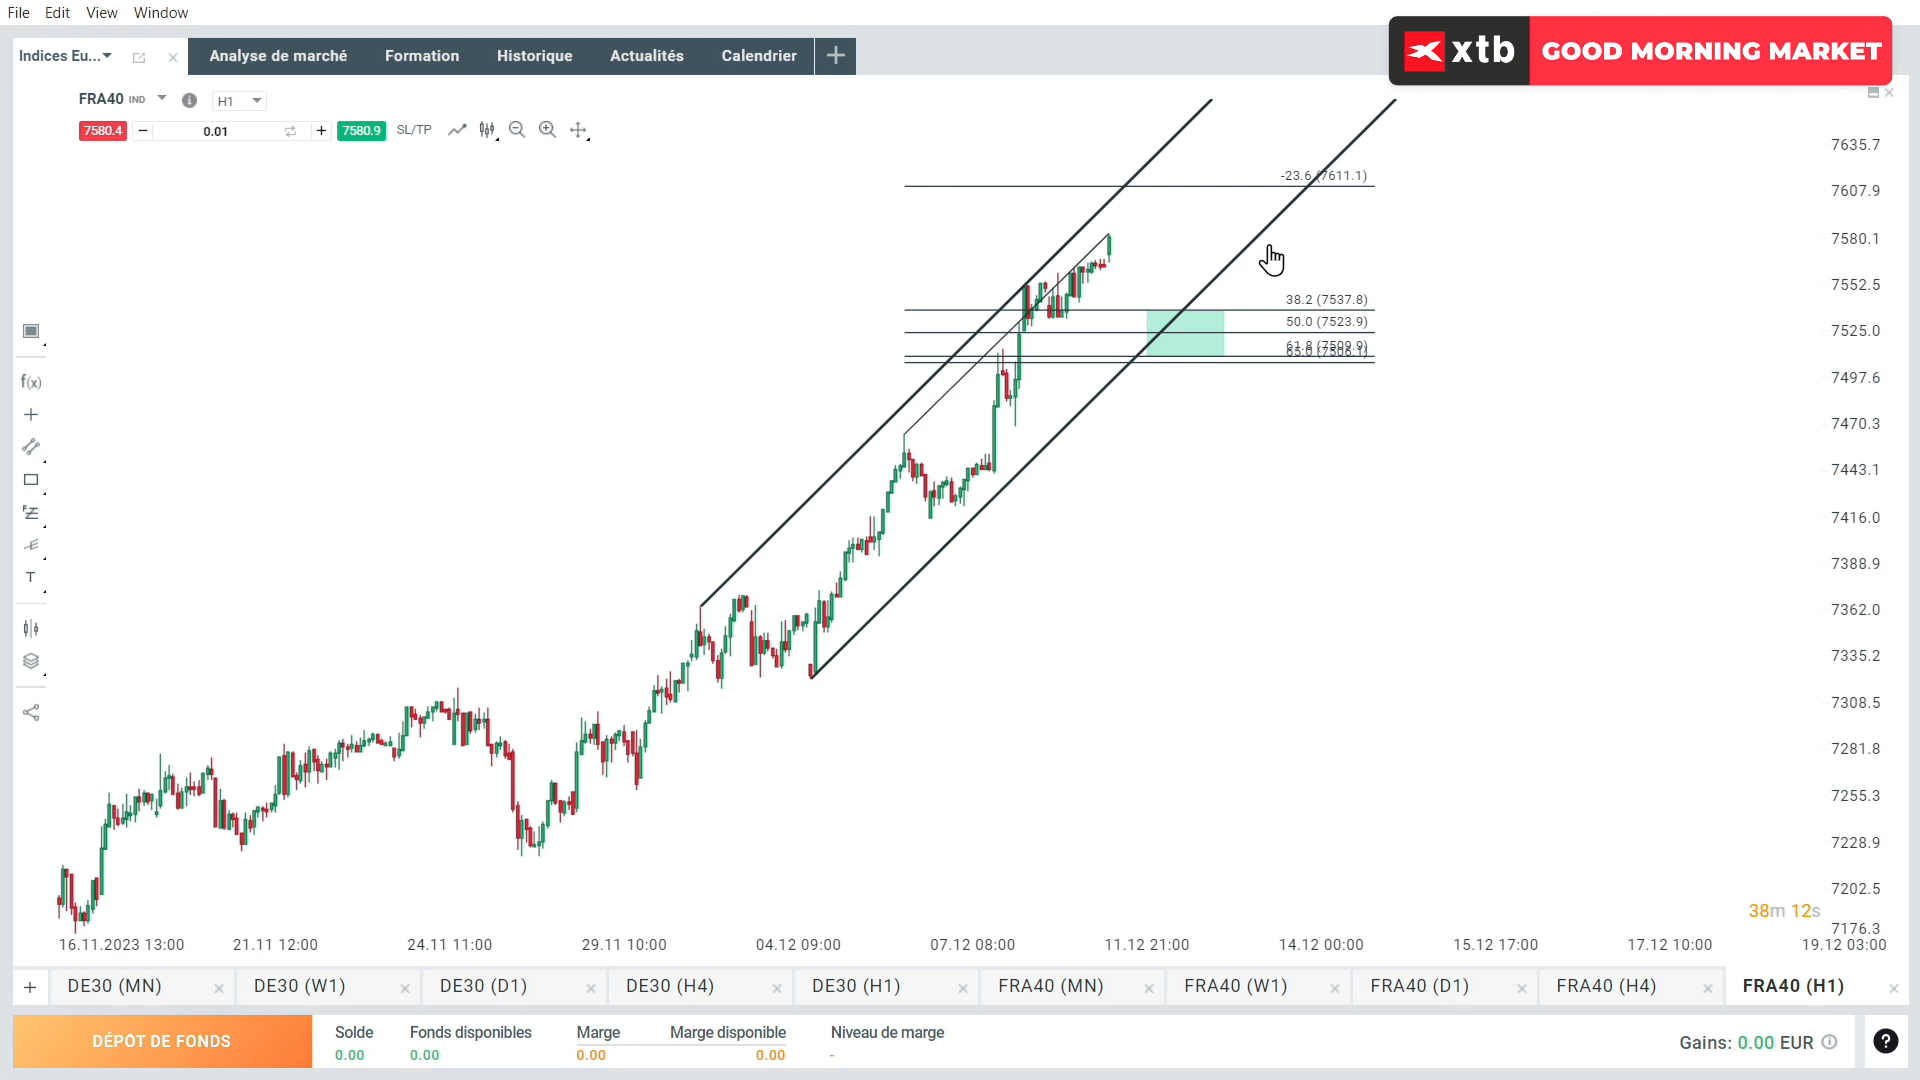 File Edit View Window
Indices Eu... Analyse de marché Formation Historique Actualités Calendrier
xtb GOOD MORNING MARKET
FRA40 IND H1
7580.4 0.01 7580.9 SL/TP
7635.7
-23.6 (7611.1)
7607.9
7580.1
7552.5
38.2 (7537.8)
50.0 (7523.9)
7525.0
61.8 (7509.9)
65.0 (7506.1)
7497.6
7470.3
7443.1
7416.0
7388.9
7362.0
7335.2
7308.5
7281.8
7255.3
7228.9
7202.5
38m 12s
7176.3
f(x)
T
16.11.2023 13:00 21.11 12:00 24.11 11:00 29.11 10:00 04.12 09:00 07.12 08:00 11.12 21:00 14.12 00:00 15.12 17:00 17.12 10:00 19.12 03:00
DE30 (MN) DE30 (W1) DE30 (D1) DE30 (H4) DE30 (H1) FRA40 (MN) FRA40 (W1) FRA40 (D1) FRA40 (H4) FRA40 (H1)
DÉPÔT DE FONDS
Solde Fonds disponibles Marge Marge disponible Niveau de marge
0.00 0.00 0.00 0.00 -
Gains: 0.00 EUR